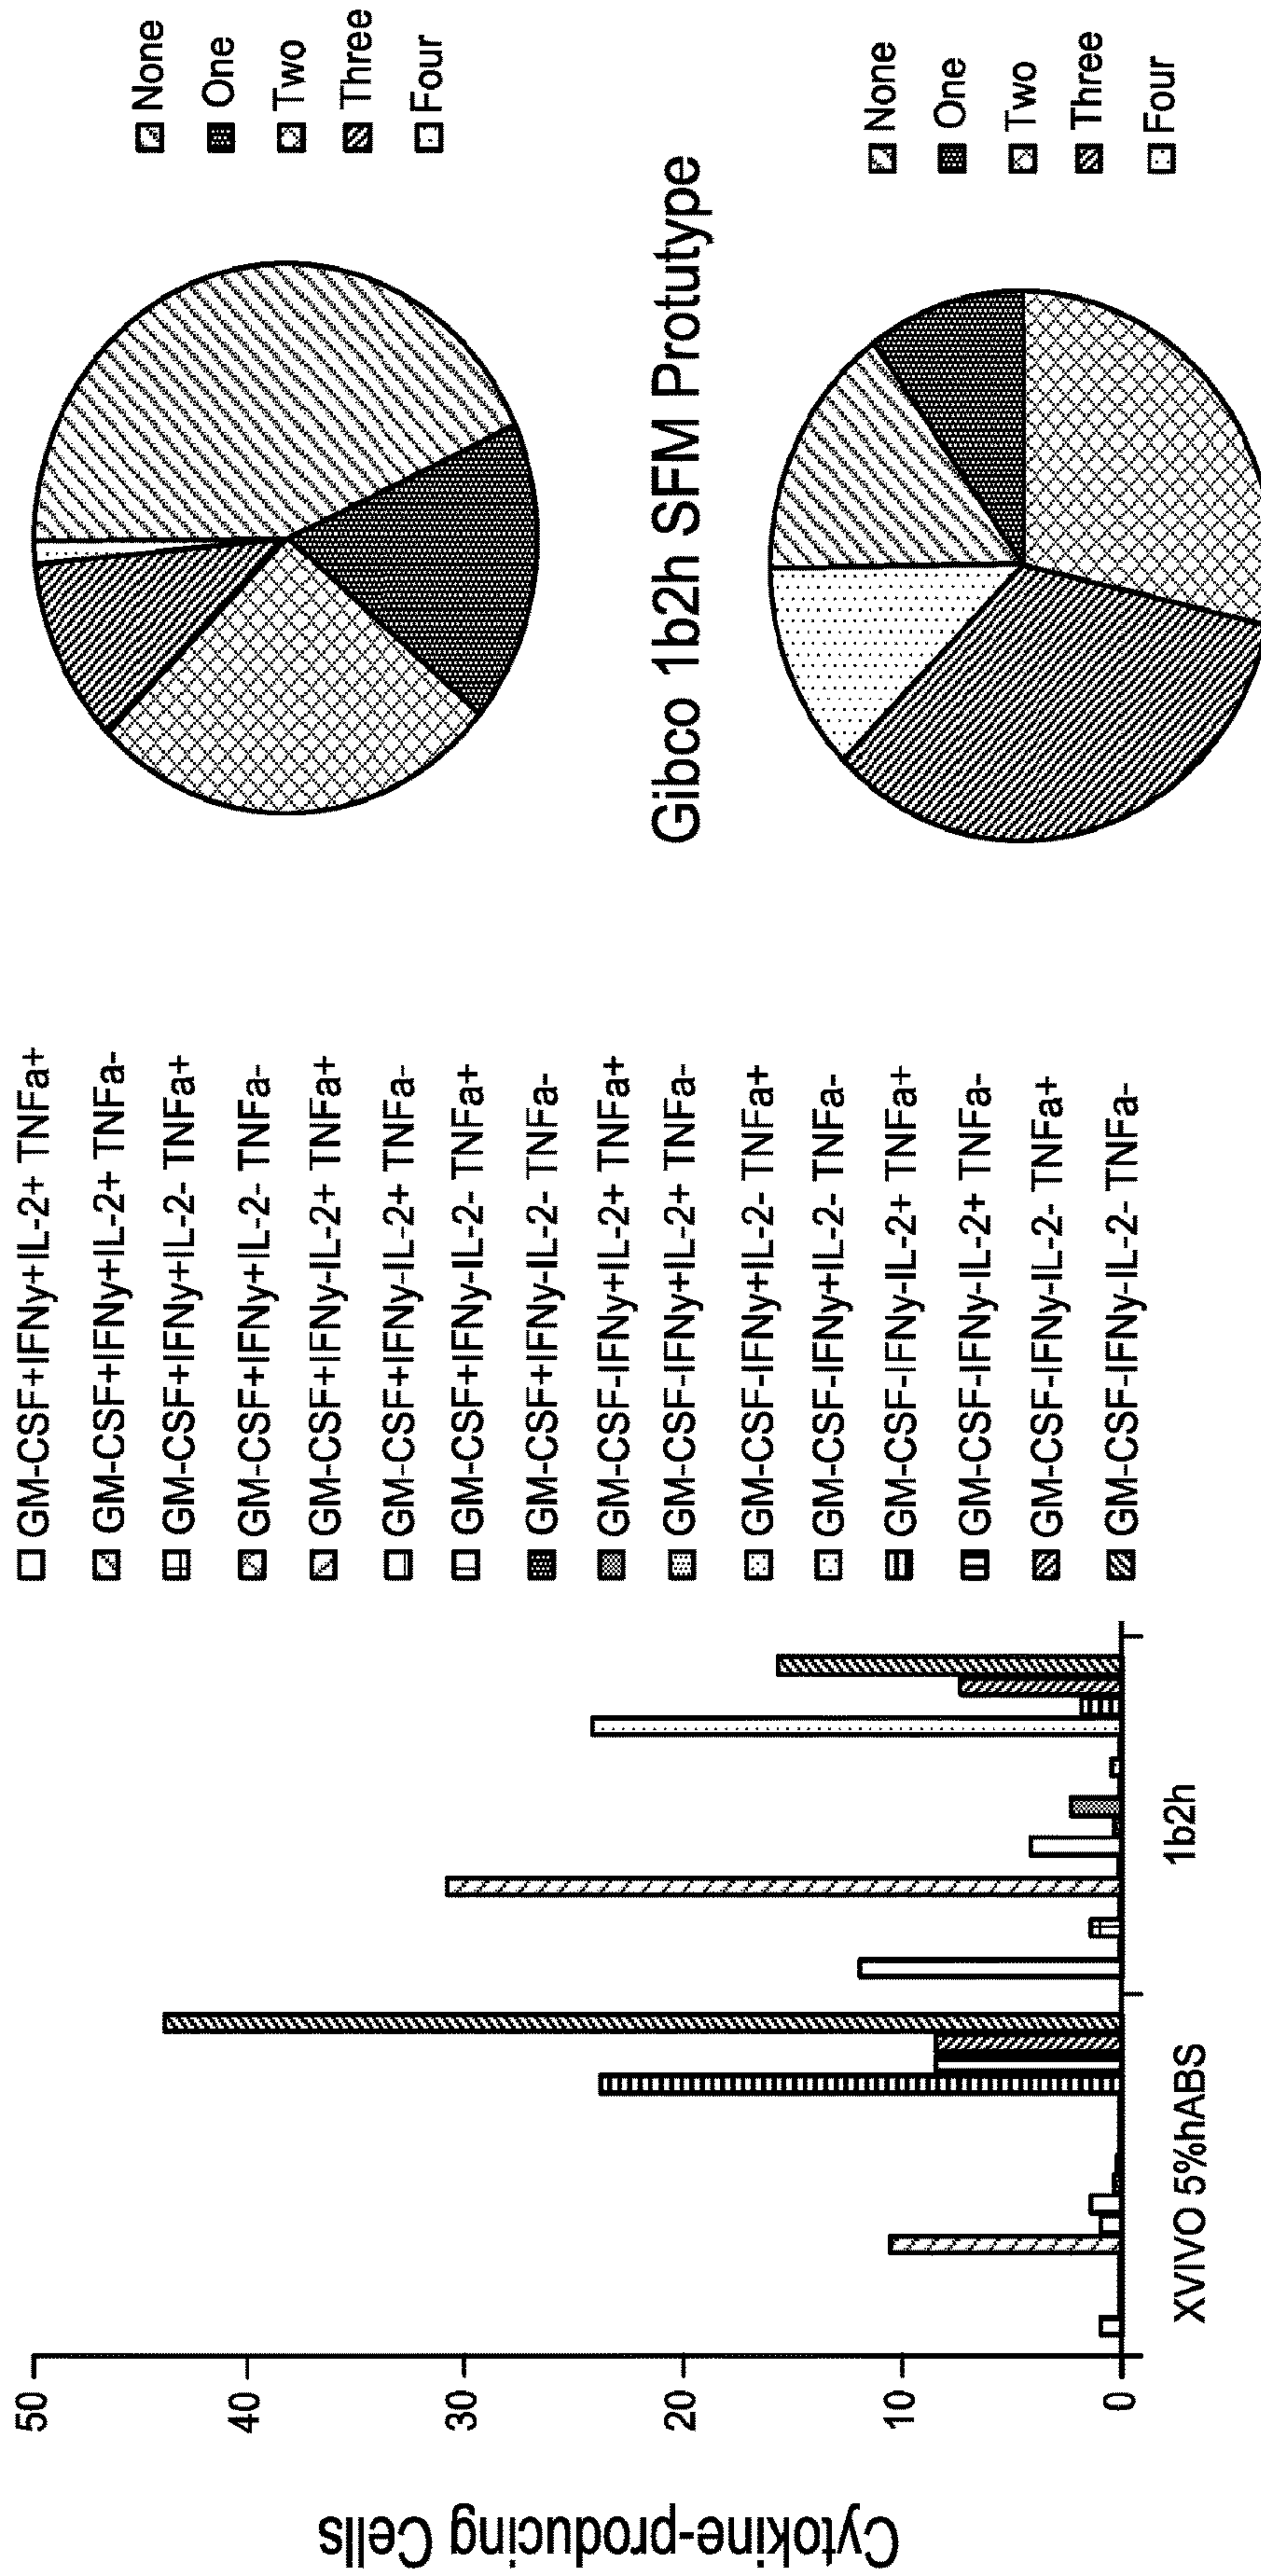 Cytokine-producing Cells
50
40
30
20
10
0
XVIVO 5%hABS
1b2h
GM-CSF+IFNy+IL-2+ TNFa+
GM-CSF+IFNy+IL-2+ TNFa-
GM-CSF+IFNy+IL-2- TNFa+
GM-CSF+IFNy+IL-2- TNFa-
GM-CSF+IFNy-IL-2+ TNFa+
GM-CSF+IFNy-IL-2+ TNFa-
GM-CSF+IFNy-IL-2- TNFa+
GM-CSF+IFNy-IL-2- TNFa-
GM-CSF-IFNy+IL-2+ TNFa+
GM-CSF-IFNy+IL-2+ TNFa-
GM-CSF-IFNy+IL-2- TNFa+
GM-CSF-IFNy+IL-2- TNFa-
GM-CSF-IFNy-IL-2+ TNFa+
GM-CSF-IFNy-IL-2+ TNFa-
GM-CSF-IFNy-IL-2- TNFa+
GM-CSF-IFNy-IL-2- TNFa-
None
One
Two
Three
Four
Gibco 1b2h SFM Protutype
None
One
Two
Three
Four